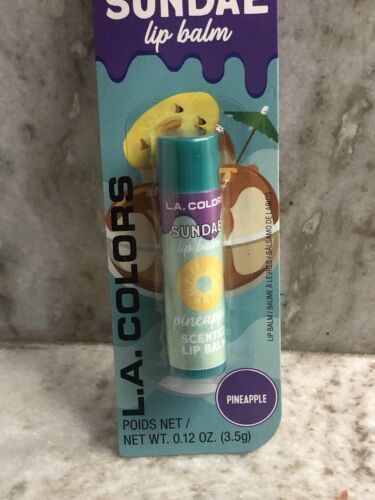 SUNDAE
lip balm
L.A. COLORS
L.A. COLORS
SUNDAE
lip balm
pineapple
SCENTED
LIP BALM
LIP BALM / BAUME À LÈVRES / BÁLSAMO DE LABIOS
PINEAPPLE
POIDS NET /
NET WT. 0.12 OZ. (3.5g)